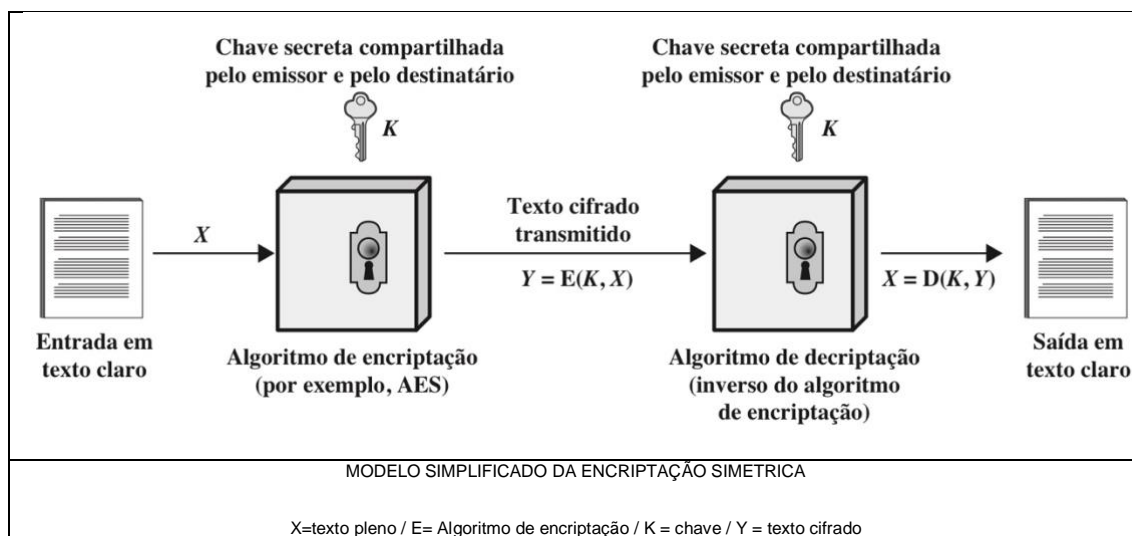 Chave secreta compartilhada
pelo emissor e pelo destinatário
K
Chave secreta compartilhada
pelo emissor e pelo destinatário
K
X
Texto cifrado
transmitido
Y = E(K, X)
X = D(K, Y)
Entrada em
texto claro
Algoritmo de encriptação
(por exemplo, AES)
Algoritmo de decriptação
(inverso do algoritmo
de encriptação)
Saída em
texto claro
MODELO SIMPLIFICADO DA ENCRIPTAÇÃO SIMETRICA
X=texto pleno / E= Algoritmo de encriptação / K = chave / Y = texto cifrado